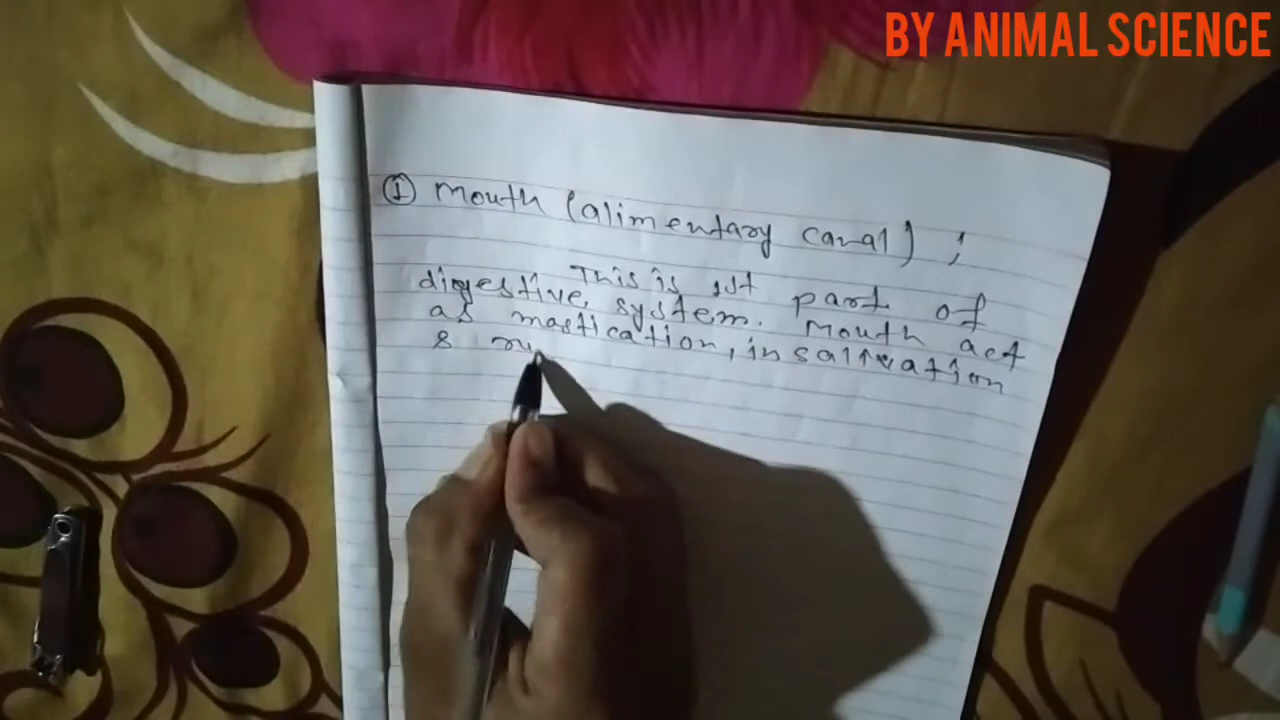 BY ANIMAL SCIENCE
① Mouth (alimentary canal) ;
This is 1st part of
digestive system. Mouth act
as mastication, insalivation
& ru